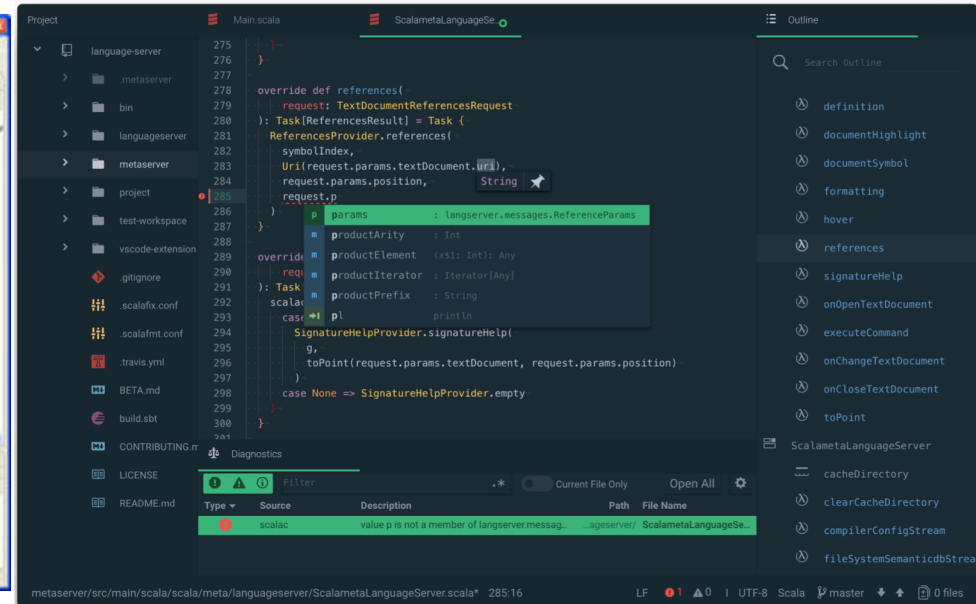 Project
language-server
.metaserver
bin
languageserver
metaserver
project
test-workspace
vscode-extension
.gitignore
.scalafix.conf
.scalafmt.conf
.travis.yml
BETA.md
build.sbt
CONTRIBUTING.m
LICENSE
README.md
Main.scala
ScalametaLanguageSe...
275 }
276 }
277
278 override def references(
279 request: TextDocumentReferencesRequest
280 ): Task[ReferencesResult] = Task {
281 ReferencesProvider.references(
282 symbolIndex,
283 Uri(request.params.textDocument.uri),
284 request.params.position,
String
285 request.p
286 )
287 }
288
289 override
290 requ
291 ): Task
292 scalac
293 case
294 SignatureHelpProvider.signatureHelp(
295 g,
296 toPoint(request.params.textDocument, request.params.position)
297 )
298 case None => SignatureHelpProvider.empty
299 }
300 }
301
p params : langserver.messages.ReferenceParams
m productArity : Int
m productElement (x$1: Int): Any
m productIterator : Iterator[Any]
m productPrefix : String
pl println
Diagnostics
Filter .* Current File Only Open All
Type Source Description Path File Name
scalac value p is not a member of langserver.messag... ...ageserver/ ScalametaLanguageSe...
Outline
Search Outline
definition
documentHighlight
documentSymbol
formatting
hover
references
signatureHelp
onOpenTextDocument
executeCommand
onChangeTextDocument
onCloseTextDocument
toPoint
ScalametaLanguageServer
cacheDirectory
clearCacheDirectory
compilerConfigStream
fileSystemSemanticdbStrea
metaserver/src/main/scala/scala/meta/languageserver/ScalametaLanguageServer.scala* 285:16 LF 1 0 UTF-8 Scala master 0 files